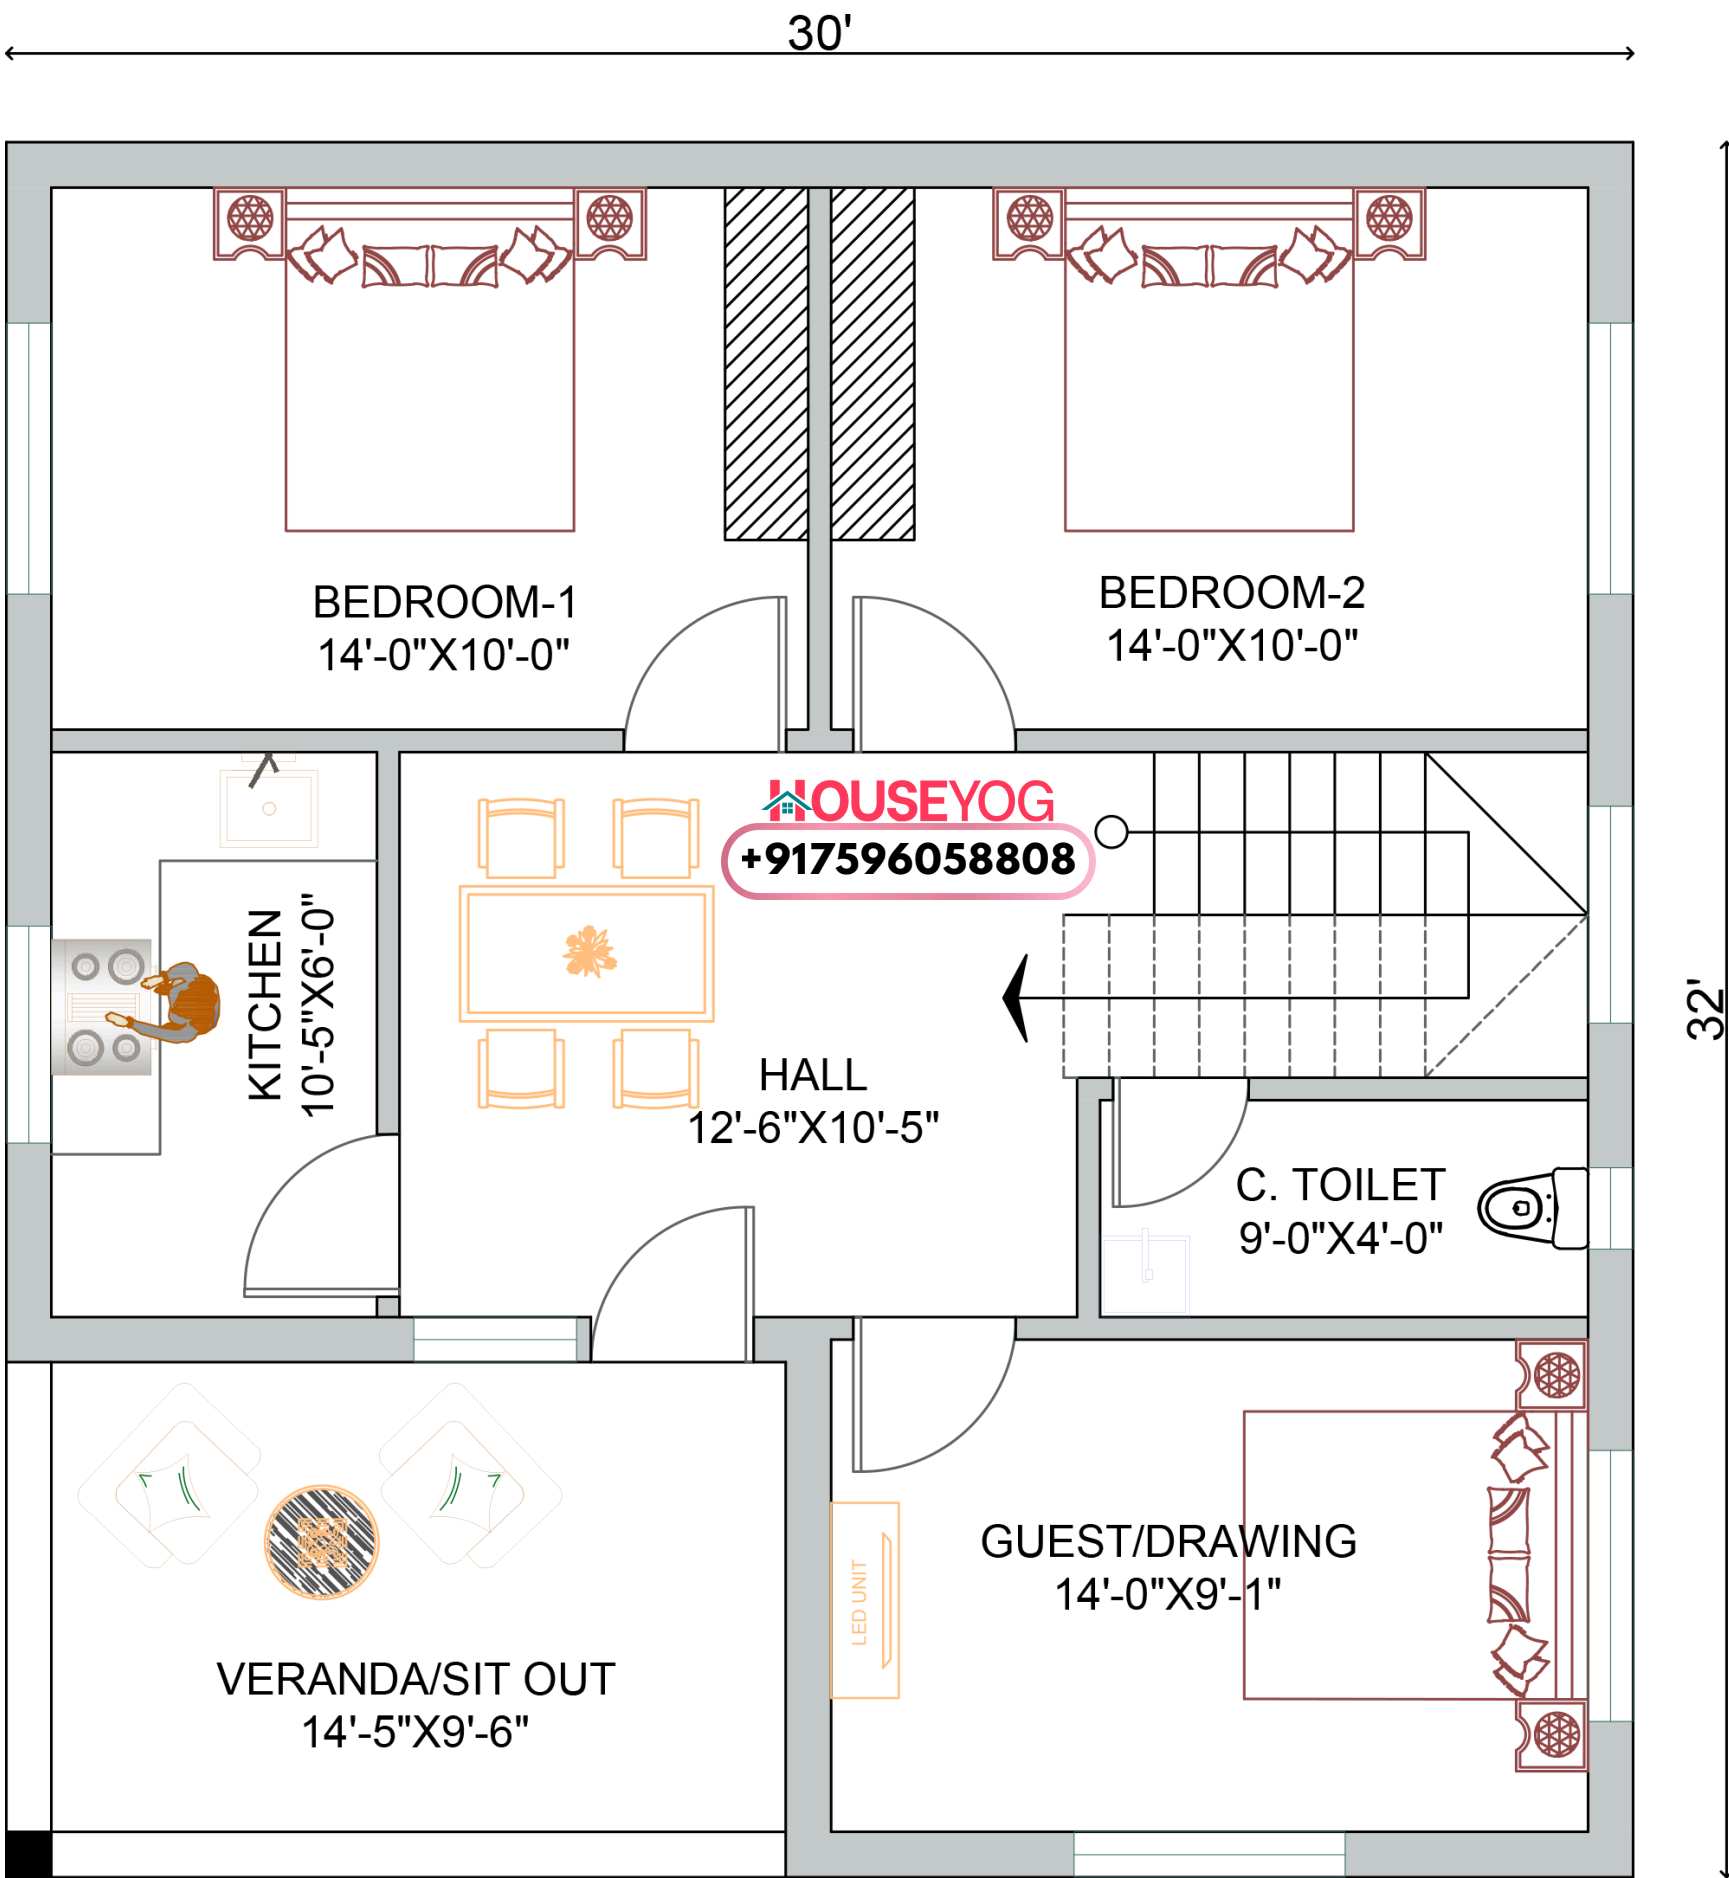 30'
BEDROOM-1
14'-0"X10'-0"
BEDROOM-2
14'-0"X10'-0"
HOUSEYOG
+917596058808
KITCHEN
10'-5"X6'-0"
32'
HALL
12'-6"X10'-5"
C. TOILET
9'-0"X4'-0"
GUEST/DRAWING
14'-0"X9'-1"
LED UNIT
VERANDA/SIT OUT
14'-5"X9'-6"